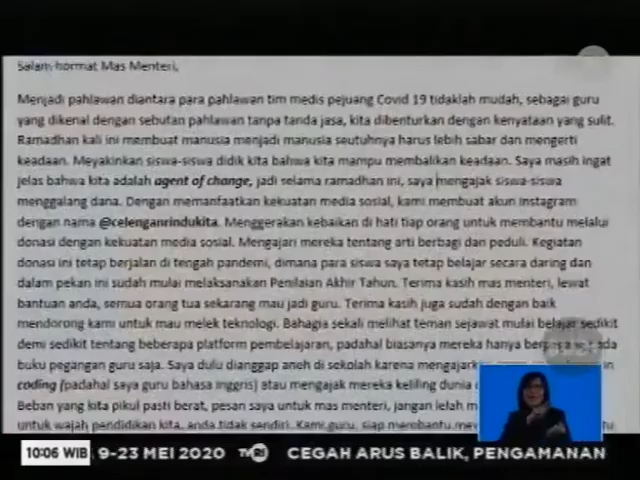 Salam hormat Mas Menteri,
Menjadi pahlawan diantara para pahlawan tim medis pejuang Covid 19 tidaklah mudah, sebagai guru
yang dikenal dengan sebutan pahlawan tanpa tanda jasa, kita dibenturkan dengan kenyataan yang sulit.
Ramadhan kali ini membuat manusia menjadi manusia seutuhnya harus lebih sabar dan mengerti
keadaan. Meyakinkan siswa-siswa didik kita bahwa kita mampu membalikan keadaan. Saya masih ingat
jelas bahwa kita adalah agent of change, jadi selama ramadhan ini, saya mengajak siswa-siswa
menggalang dana. Dengan memanfaatkan kekuatan media sosial, kami membuat akun Instagram
dengan nama @celenganrindukita. Menggerakan kebaikan di hati tiap orang untuk membantu melalui
donasi dengan kekuatan media sosial. Mengajari mereka tentang arti berbagi dan peduli. Kegiatan
donasi ini tetap berjalan di tengah pandemi, dimana para siswa saya tetap belajar secara daring dan
dalam pekan ini sudah mulai melaksanakan Penilaian Akhir Tahun. Terima kasih mas menteri, lewat
bantuan anda, semua orang tua sekarang mau jadi guru. Terima kasih juga sudah dengan baik
mendorong kami untuk mau melek teknologi. Bahagia sekali melihat teman sejawat mulai belajar sedikit
demi sedikit tentang beberapa platform pembelajaran, padahal biasanya mereka hanya
buku pegangan guru saja. Saya dulu dianggap aneh di sekolah karena
coding (padahal saya guru bahasa inggris) atau mengajak mereka keliling dunia
Beban yang kita pikul pasti berat, pesan saya untuk mas menteri, jangan lelah
untuk wajah pendidikan kita, anda tidak sendiri. Kami guru, siap membantu
10:06 WIB 9-23 MEI 2020 TVRI CEGAH ARUS BALIK, PENGAMANAN